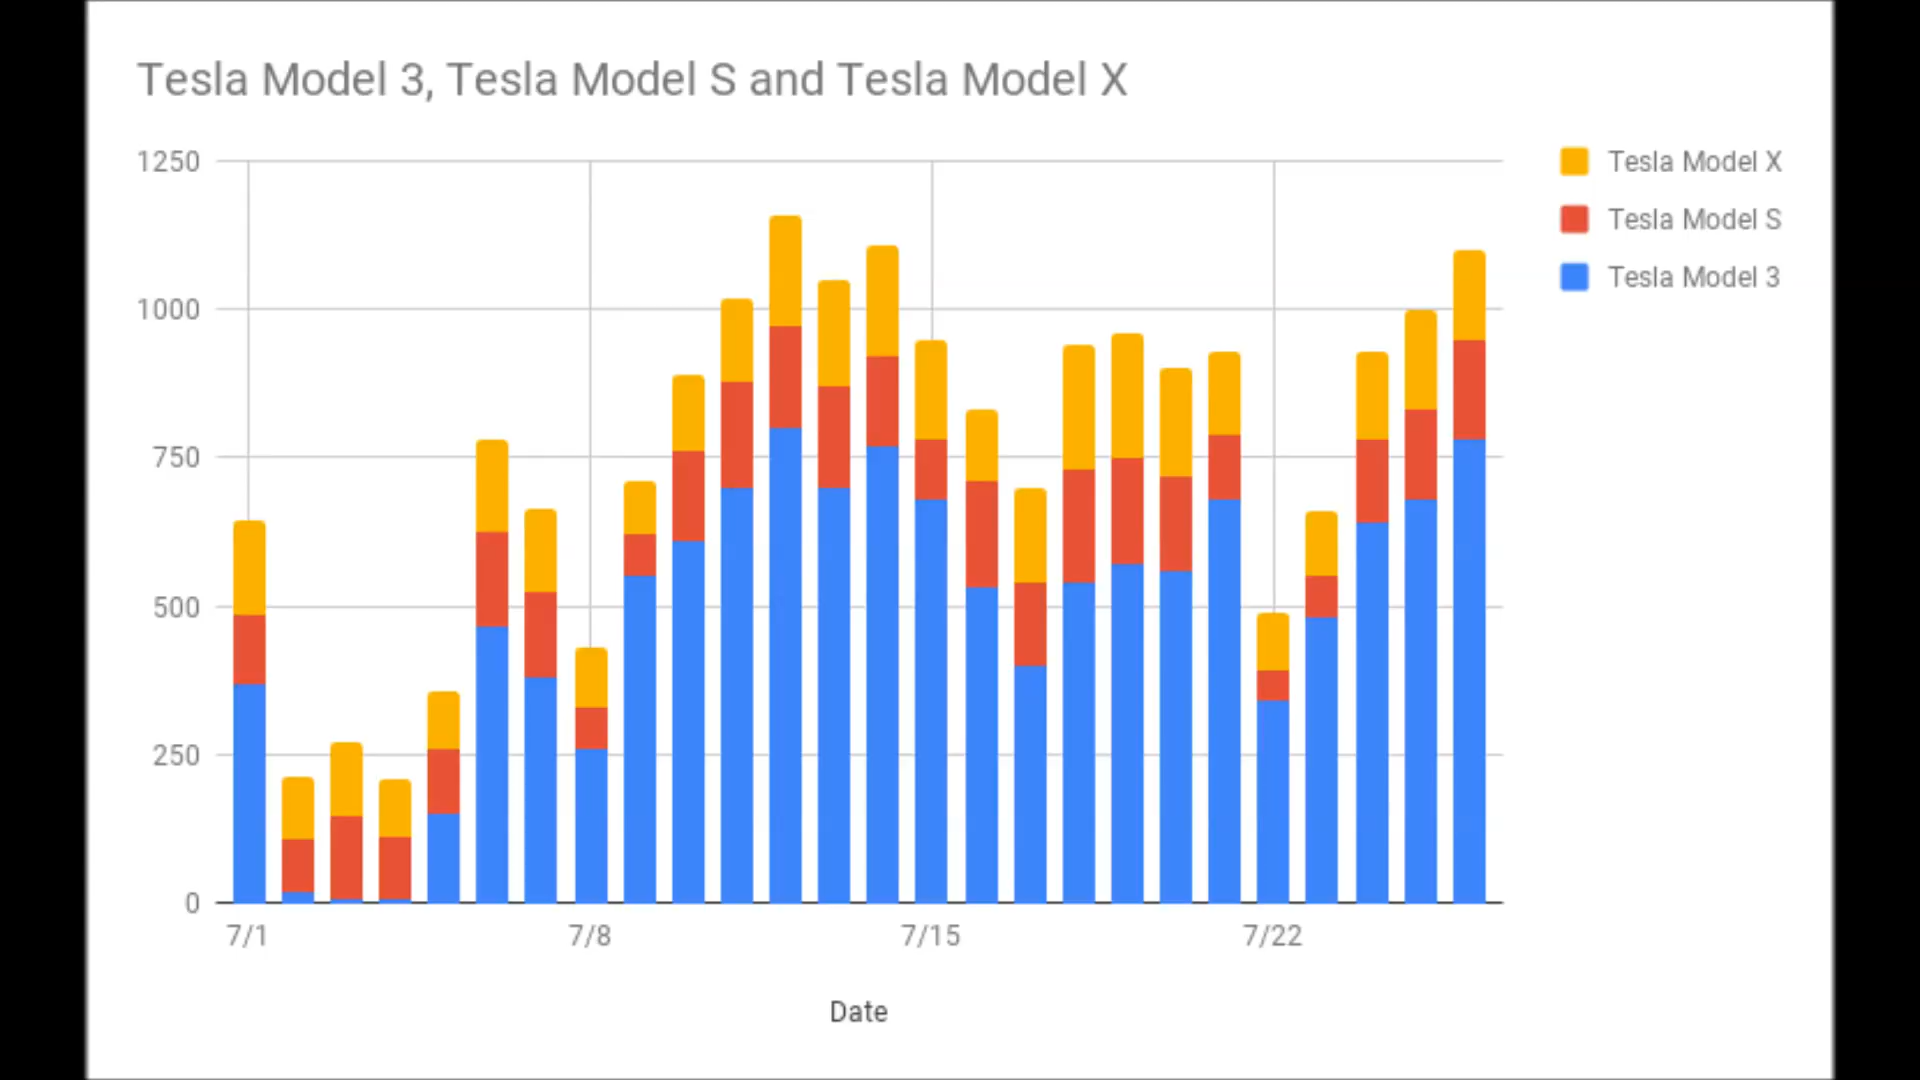 Tesla Model 3, Tesla Model S and Tesla Model X
1250
1000
750
500
250
0
7/1
7/8
7/15
7/22
Date
Tesla Model X
Tesla Model S
Tesla Model 3